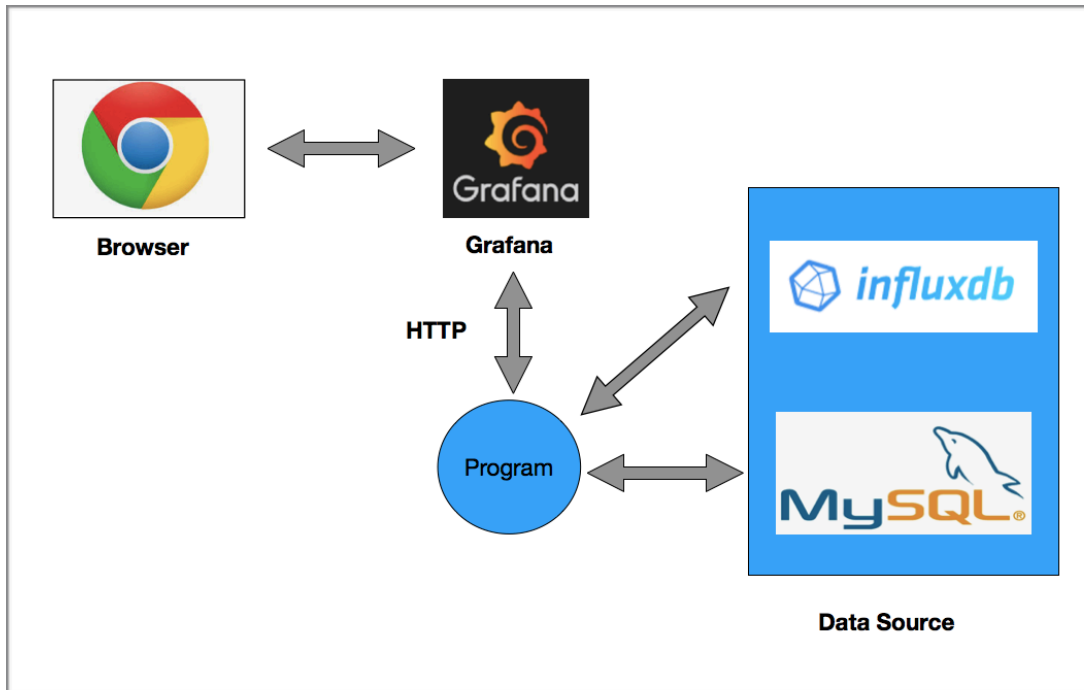 Grafana
Browser
Grafana
influxdb
HTTP
Program
MySQL®
Data Source